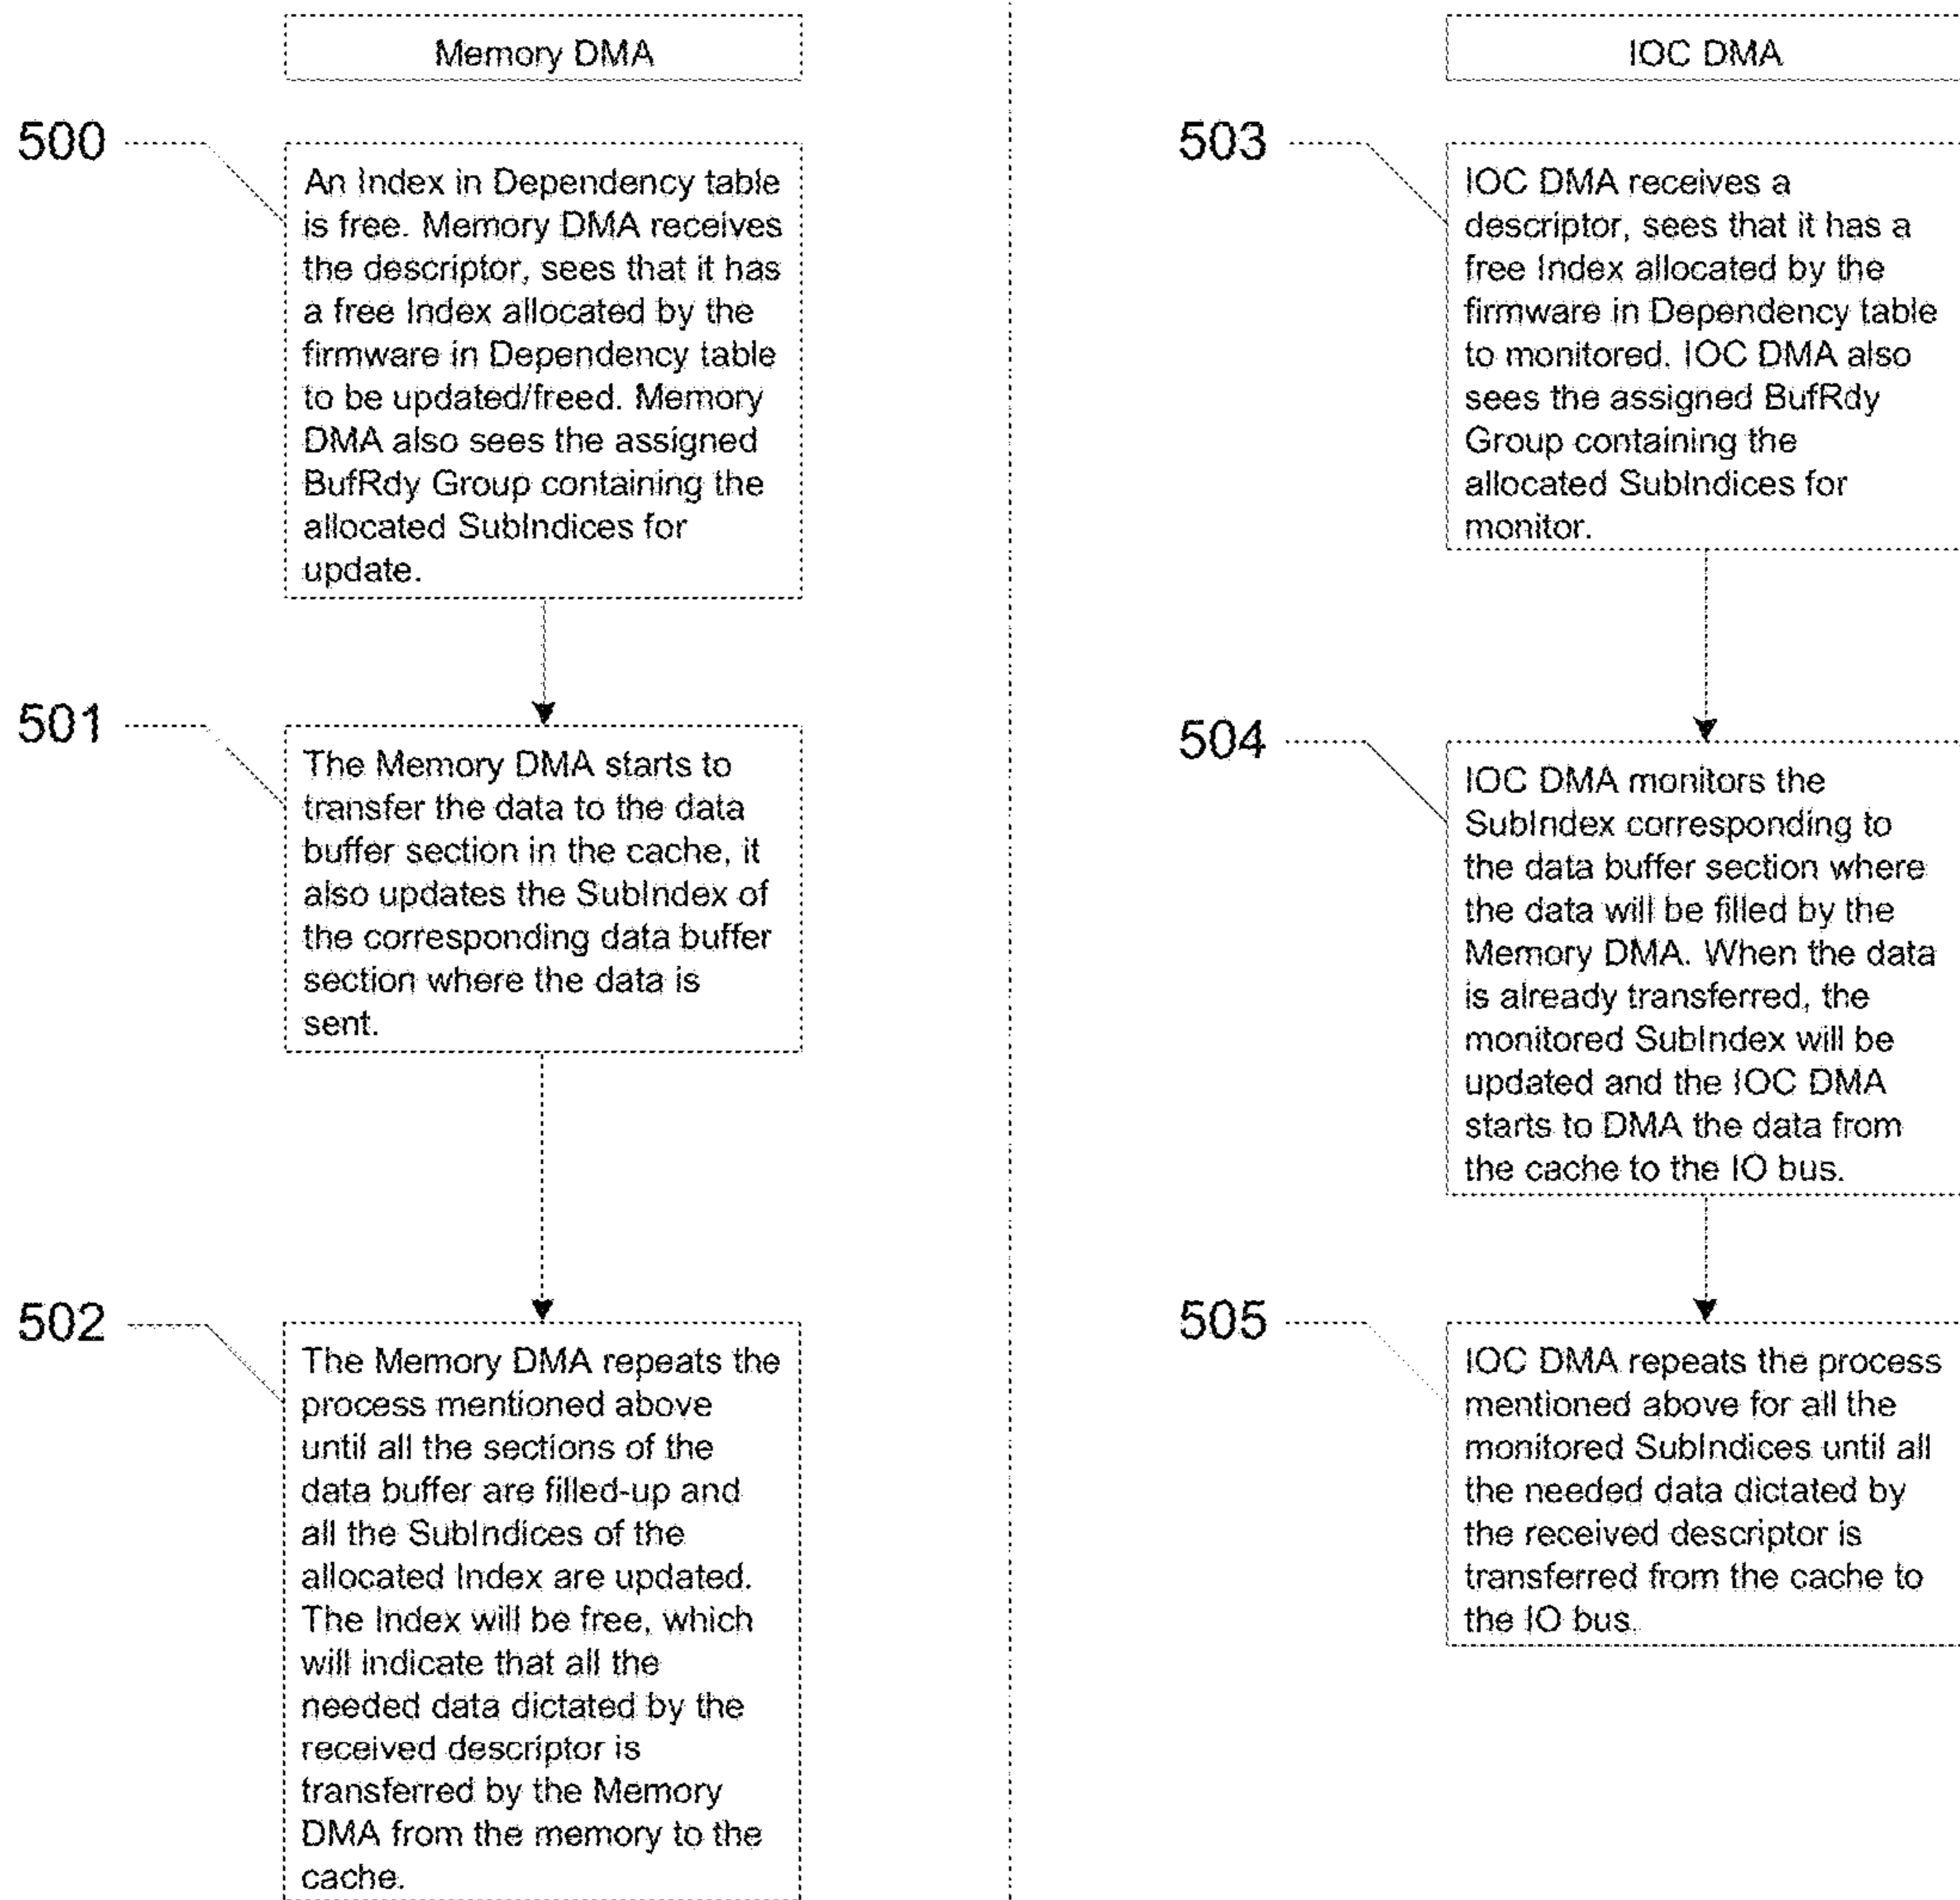 Memory DMA
500
An Index in Dependency table
is free. Memory DMA receives
the descriptor, sees that it has
a free Index allocated by the
firmware in Dependency table
to be updated/freed. Memory
DMA also sees the assigned
BufRdy Group containing the
allocated SubIndices for
update.
501
The Memory DMA starts to
transfer the data to the data
buffer section in the cache, it
also updates the SubIndex of
the corresponding data buffer
section where the data is
sent.
502
The Memory DMA repeats the
process mentioned above
until all the sections of the
data buffer are filled-up and
all the SubIndices of the
allocated Index are updated.
The Index will be free, which
will indicate that all the
needed data dictated by the
received descriptor is
transferred by the Memory
DMA from the memory to the
cache.
IOC DMA
503
IOC DMA receives a
descriptor, sees that it has a
free Index allocated by the
firmware in Dependency table
to monitored. IOC DMA also
sees the assigned BufRdy
Group containing the
allocated SubIndices for
monitor.
504
IOC DMA monitors the
SubIndex corresponding to
the data buffer section where
the data will be filled by the
Memory DMA. When the data
is already transferred, the
monitored SubIndex will be
updated and the IOC DMA
starts to DMA the data from
the cache to the IO bus.
505
IOC DMA repeats the process
mentioned above for all the
monitored SubIndices until all
the needed data dictated by
the received descriptor is
transferred from the cache to
the IO bus.